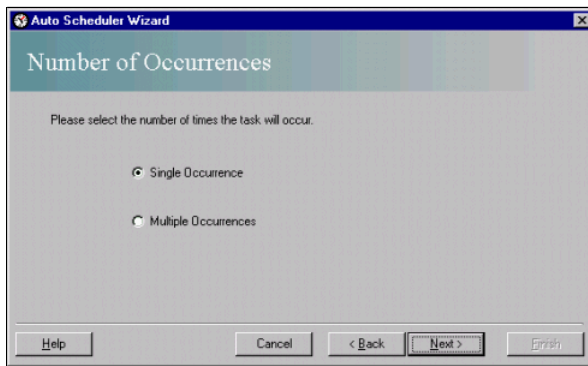 Auto Scheduler Wizard
Number of Occurrences
Please select the number of times the task will occur.
Single Occurrence
Multiple Occurrences
Help
Cancel
< Back
Next >
Finish